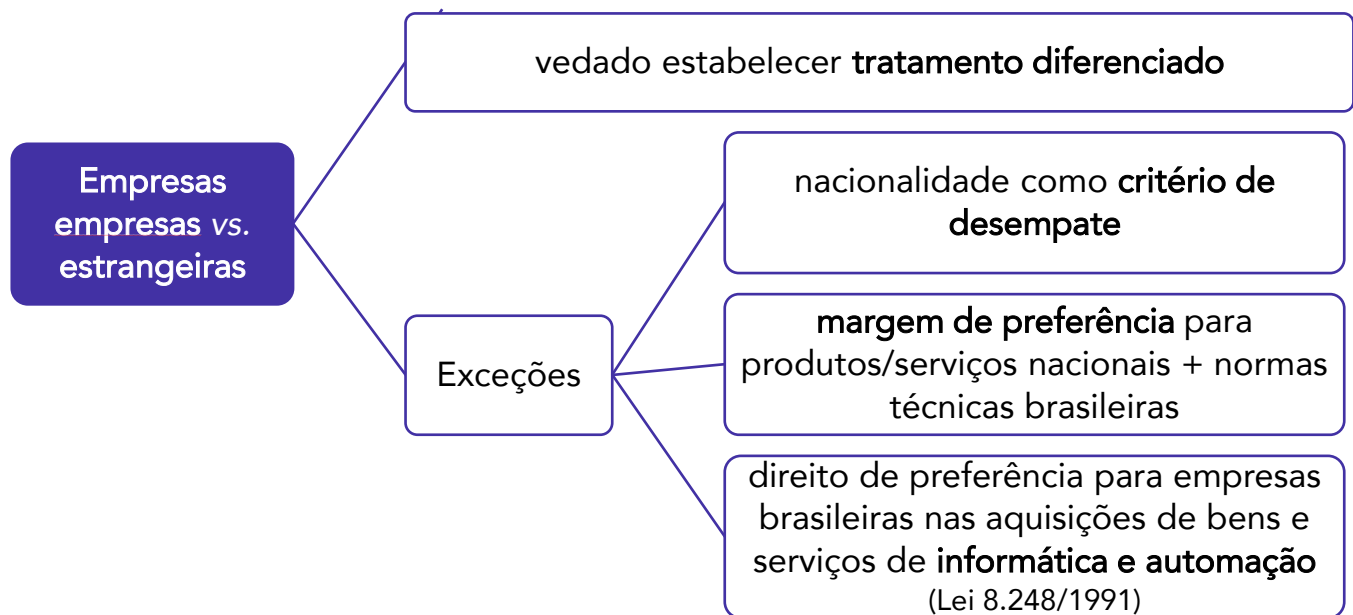 vedado estabelecer tratamento diferenciado
Empresas
empresas vs.
estrangeiras
nacionalidade como critério de
desempate
Exceções
margem de preferência para
produtos/serviços nacionais + normas
técnicas brasileiras
direito de preferência para empresas
brasileiras nas aquisições de bens e
serviços de informática e automação
(Lei 8.248/1991)